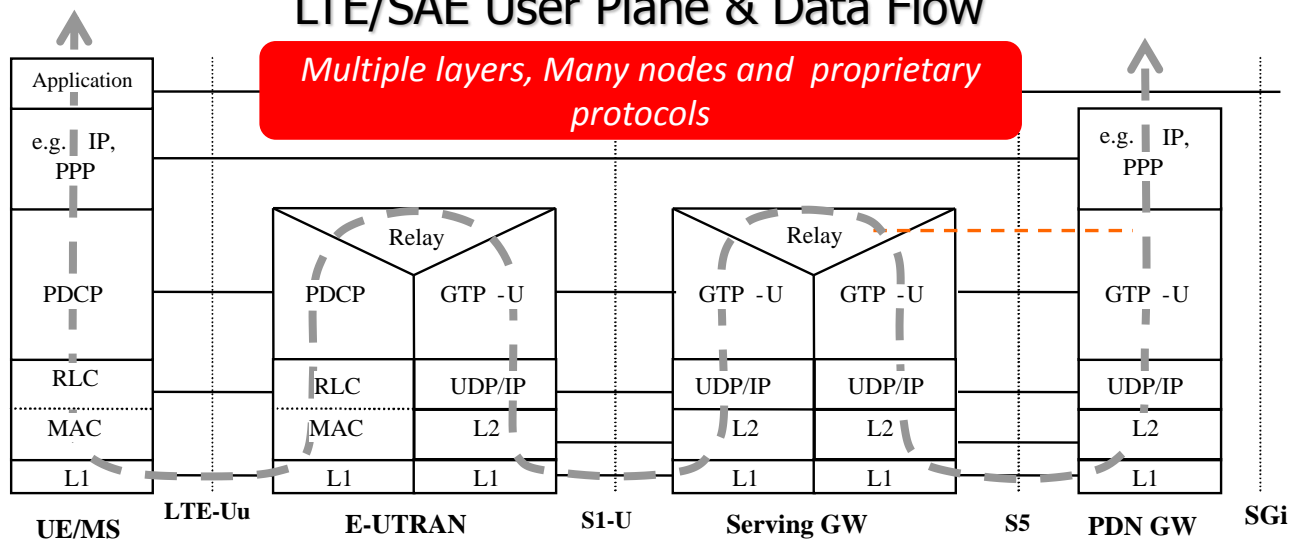 LTE/SAE User Plane & Data Flow
Multiple layers, Many nodes and proprietary
protocols
Application
e.g. IP,
PPP
e.g. IP,
PPP
Relay
Relay
PDCP
PDCP
GTP -U
GTP -U
GTP -U
GTP -U
RLC
RLC
UDP/IP
UDP/IP
UDP/IP
UDP/IP
MAC
MAC
L2
L2
L2
L2
L1
L1
L1
L1
L1
L1
UE/MS
LTE-Uu
E-UTRAN
S1-U
Serving GW
S5
PDN GW
SGi